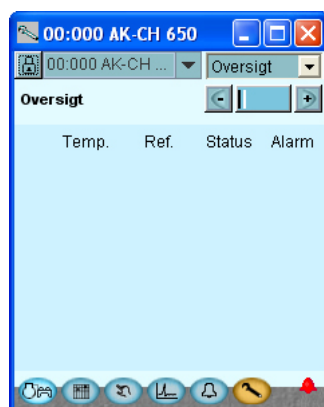 00:000 AK-CH 650
00:000 AK-CH ... Oversigt
Oversigt
Temp. Ref. Status Alarm